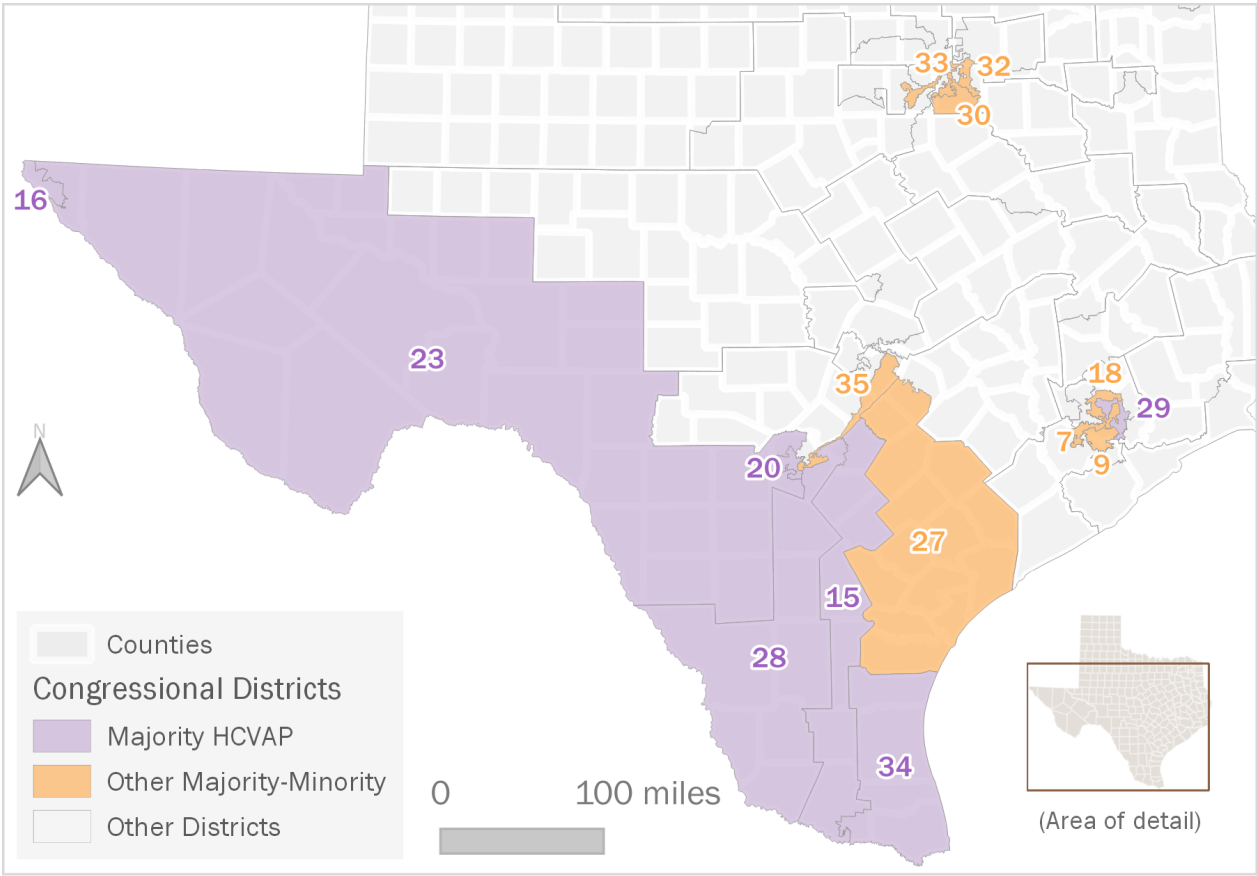 33
32
30
16
23
35
18
29
7
9
20
27
15
28
34
N
Counties
Congressional Districts
Majority HCVAP
Other Majority-Minority
Other Districts
0
100 miles
(Area of detail)